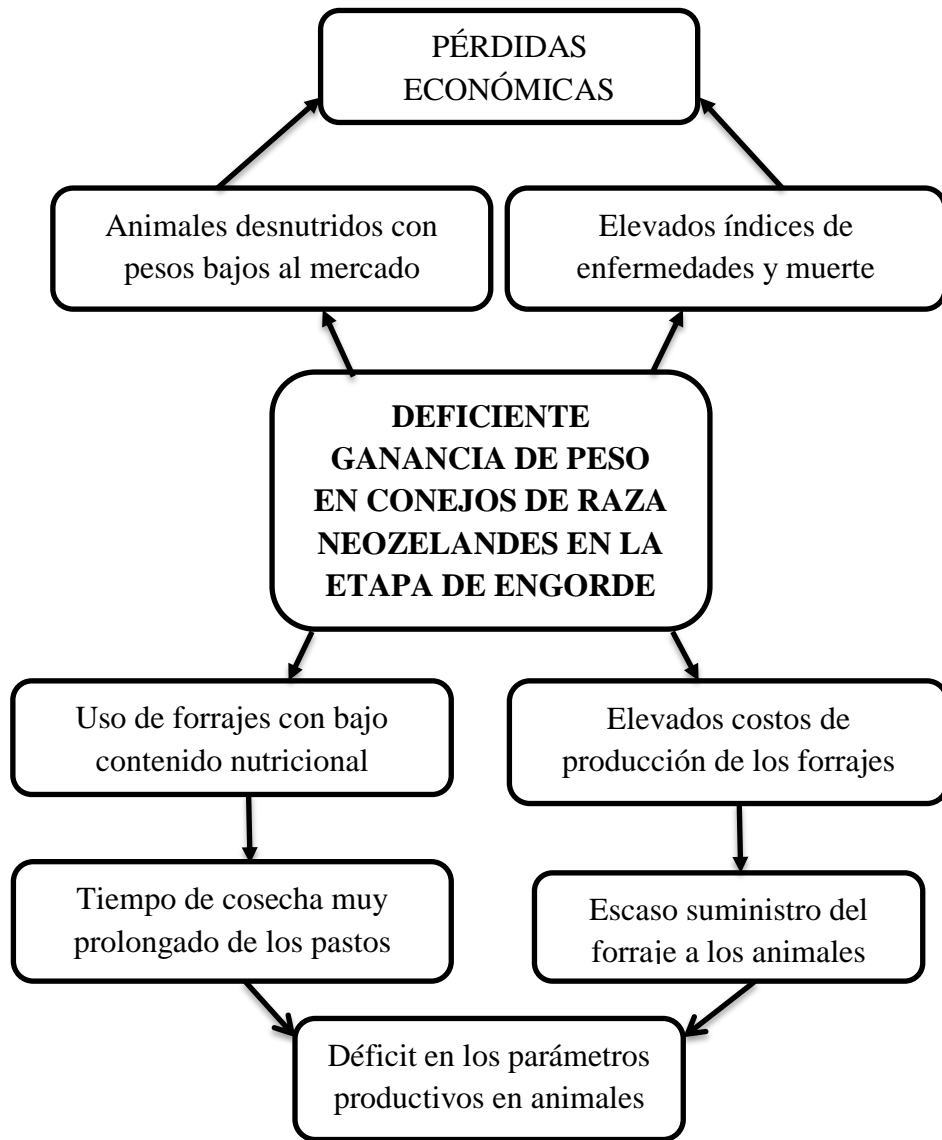 PÉRDIDAS
ECONÓMICAS
Animales desnutridos con
pesos bajos al mercado
Elevados índices de
enfermedades y muerte
DEFICIENTE
GANANCIA DE PESO
EN CONEJOS DE RAZA
NEOZELANDES EN LA
ETAPA DE ENGORDE
Uso de forrajes con bajo
contenido nutricional
Elevados costos de
producción de los forrajes
Tiempo de cosecha muy
prolongado de los pastos
Escaso suministro del
forraje a los animales
Déficit en los parámetros
productivos en animales